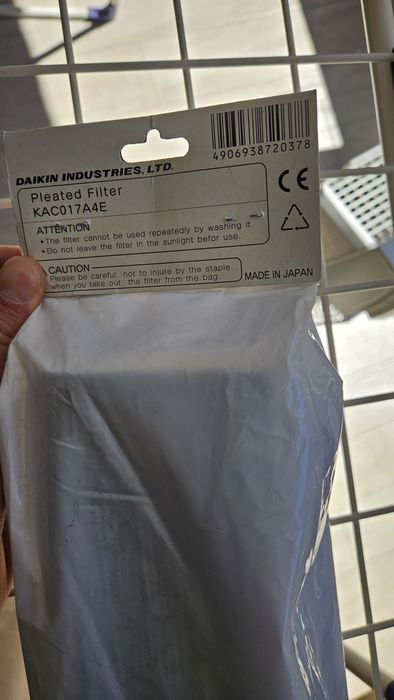 4906938720378
DAIKIN INDUSTRIES, LTD.
Pleated Filter
KAC017A4E
CE
ATTENTION
•The filter cannot be used repeatedly by washing it.
•Do not leave the filter in the sunlight befor use.
CAUTION
Please be careful not to injure by the staple
when you take out the filter from the bag.
MADE IN JAPAN